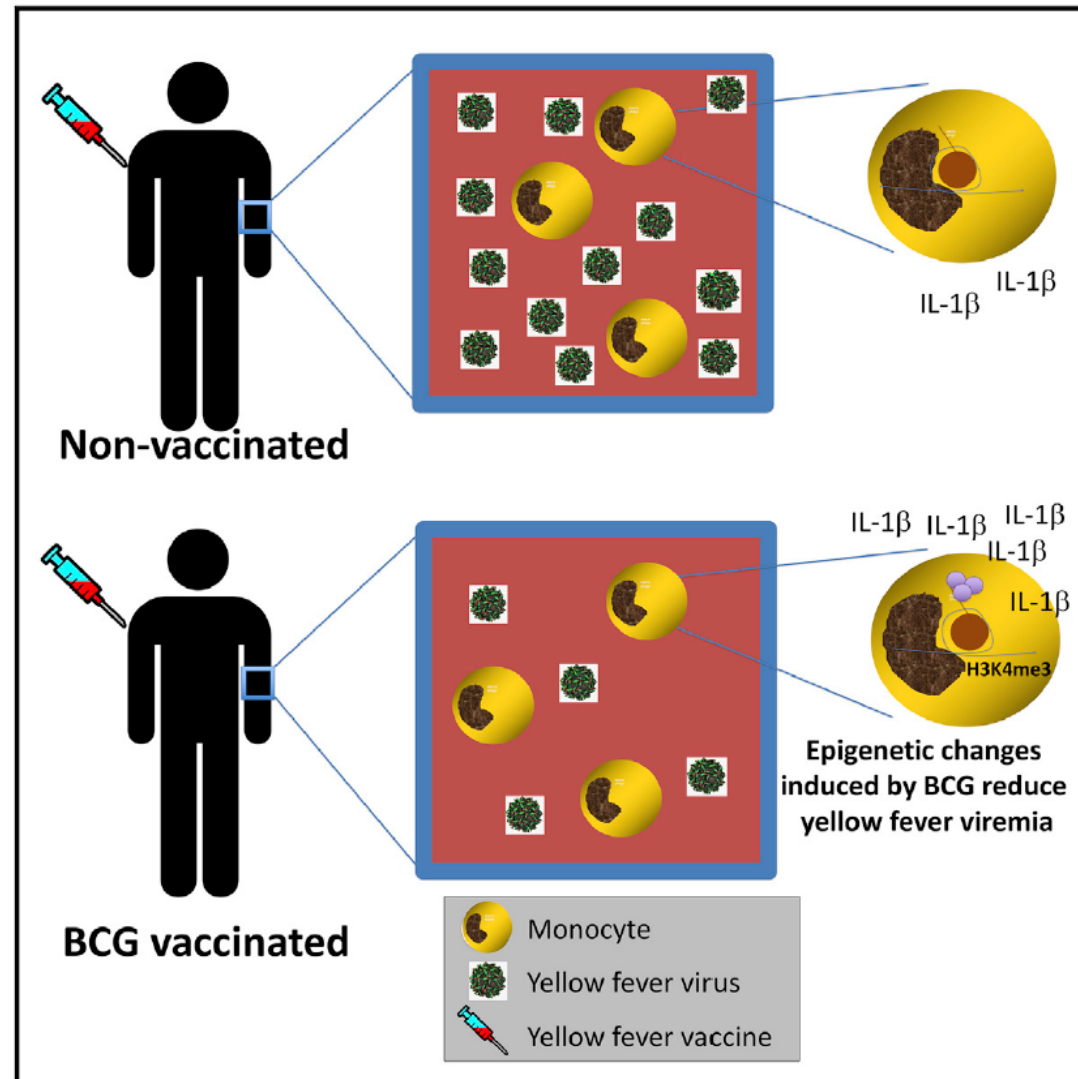 IL-1β
IL-1β
Non-vaccinated
IL-1β
IL-1β
IL-1β
IL-1β
IL-1β
H3K4me3
Epigenetic changes
induced by BCG reduce
yellow fever viremia
BCG vaccinated
Monocyte
Yellow fever virus
Yellow fever vaccine